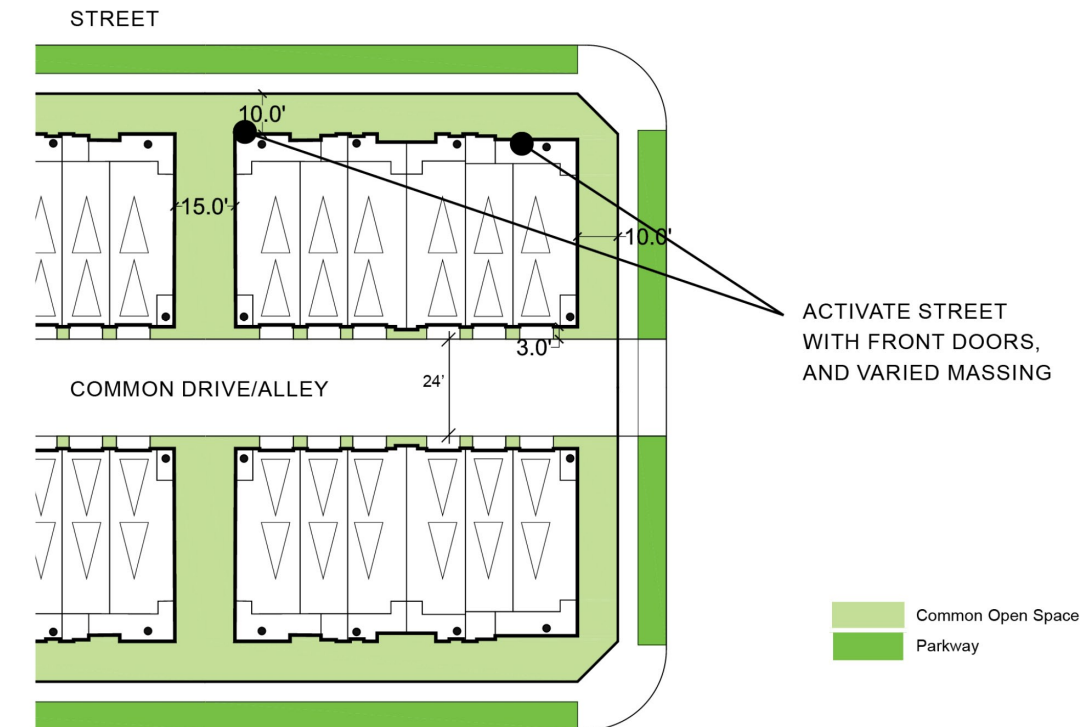 STREET
10.0'
15.0'
10.0'
ACTIVATE STREET
WITH FRONT DOORS,
AND VARIED MASSING
3.0'
COMMON DRIVE/ALLEY
24'
Common Open Space
Parkway